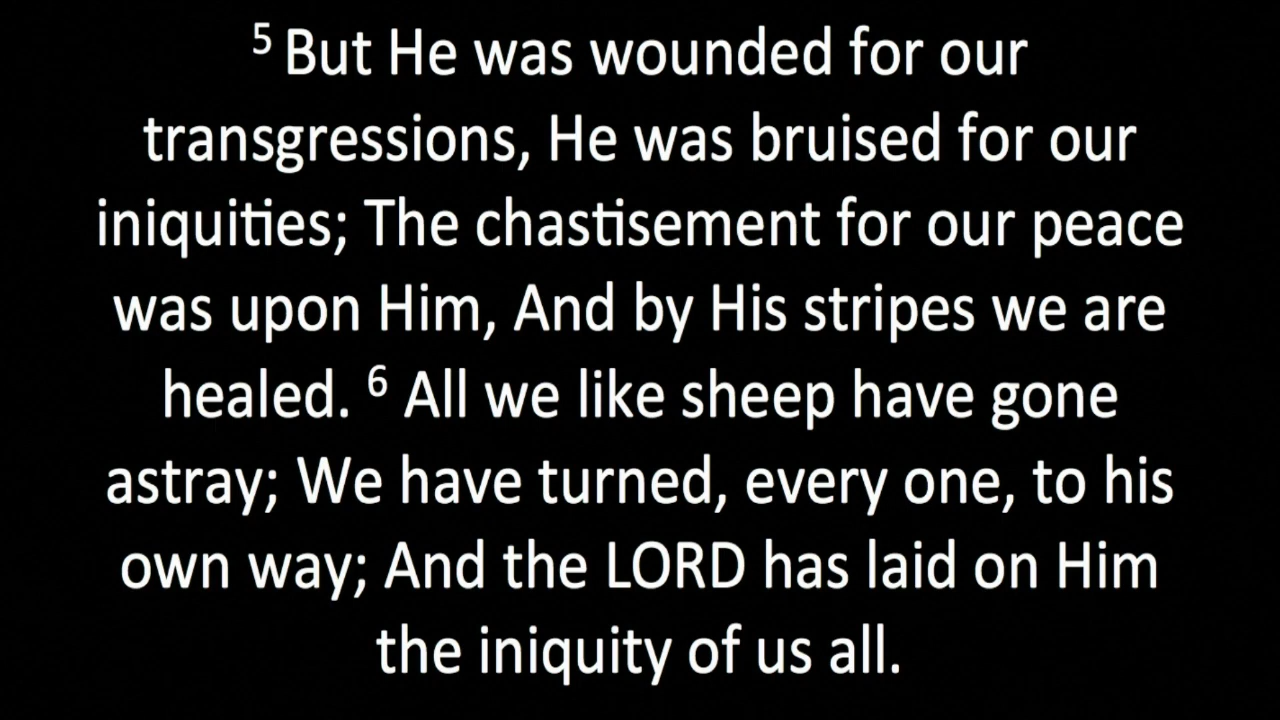 ⁵ But He was wounded for our
transgressions, He was bruised for our
iniquities; The chastisement for our peace
was upon Him, And by His stripes we are
healed. ⁶ All we like sheep have gone
astray; We have turned, every one, to his
own way; And the LORD has laid on Him
the iniquity of us all.